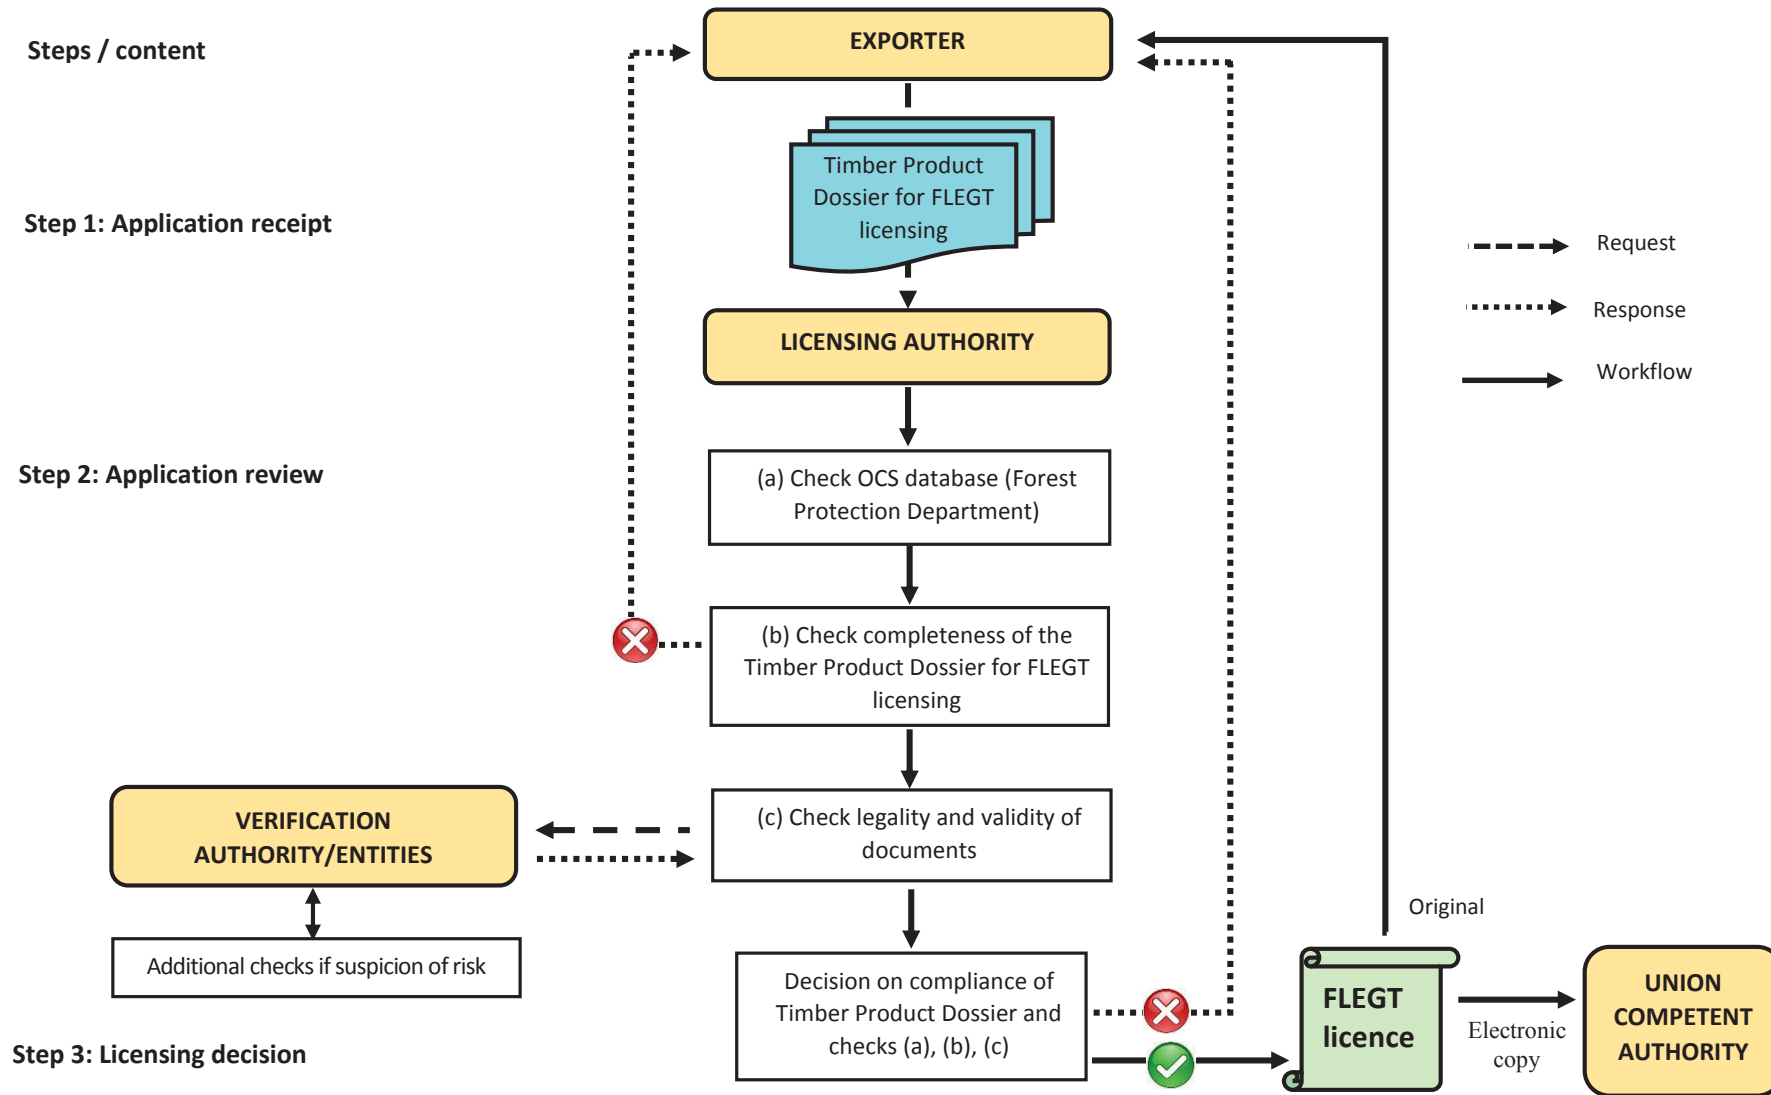 Steps / content
EXPORTER
Timber Product
Dossier for FLEGT
licensing
Step 1: Application receipt
Request
Response
Workflow
LICENSING AUTHORITY
Step 2: Application review
(a) Check OCS database (Forest
Protection Department)
(b) Check completeness of the
Timber Product Dossier for FLEGT
licensing
VERIFICATION
AUTHORITY/ENTITIES
(c) Check legality and validity of
documents
Additional checks if suspicion of risk
Original
Decision on compliance of
Timber Product Dossier and
checks (a), (b), (c)
FLEGT
licence
Electronic
copy
UNION
COMPETENT
AUTHORITY
Step 3: Licensing decision